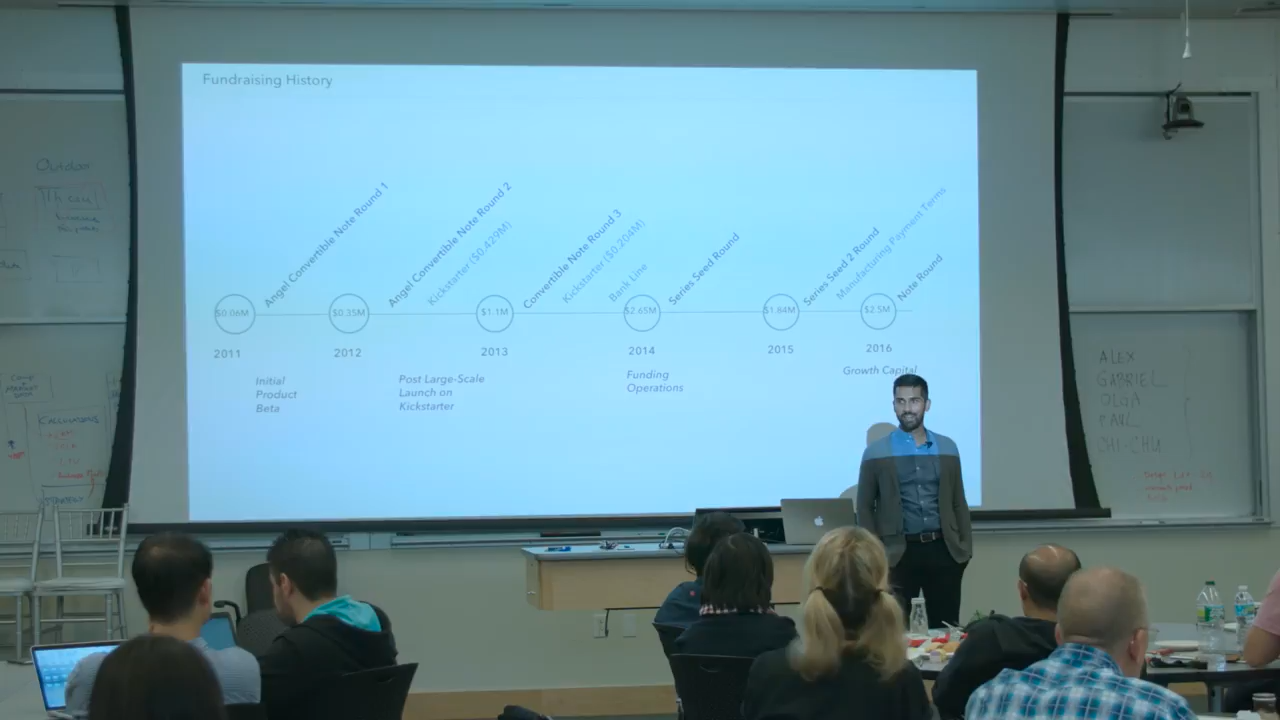 Fundraising History
Angel Convertible Note Round 1
Angel Convertible Note Round 2
Kickstarter ($0.429M)
Convertible Note Round 3
Kickstarter ($0.204M)
Bank Line
Series Seed Round
Series Seed 2 Round
Manufacturing Payment Terms
Note Round
$0.06M
$0.35M
$1.1M
$2.65M
$1.84M
$2.5M
2011
2012
2013
2014
2015
2016
Initial
Product
Beta
Post Large-Scale
Launch on
Kickstarter
Funding
Operations
Growth Capital
Outdoo
ALEX
GABRIEL
OLGA
PAUL
SHI-CHU